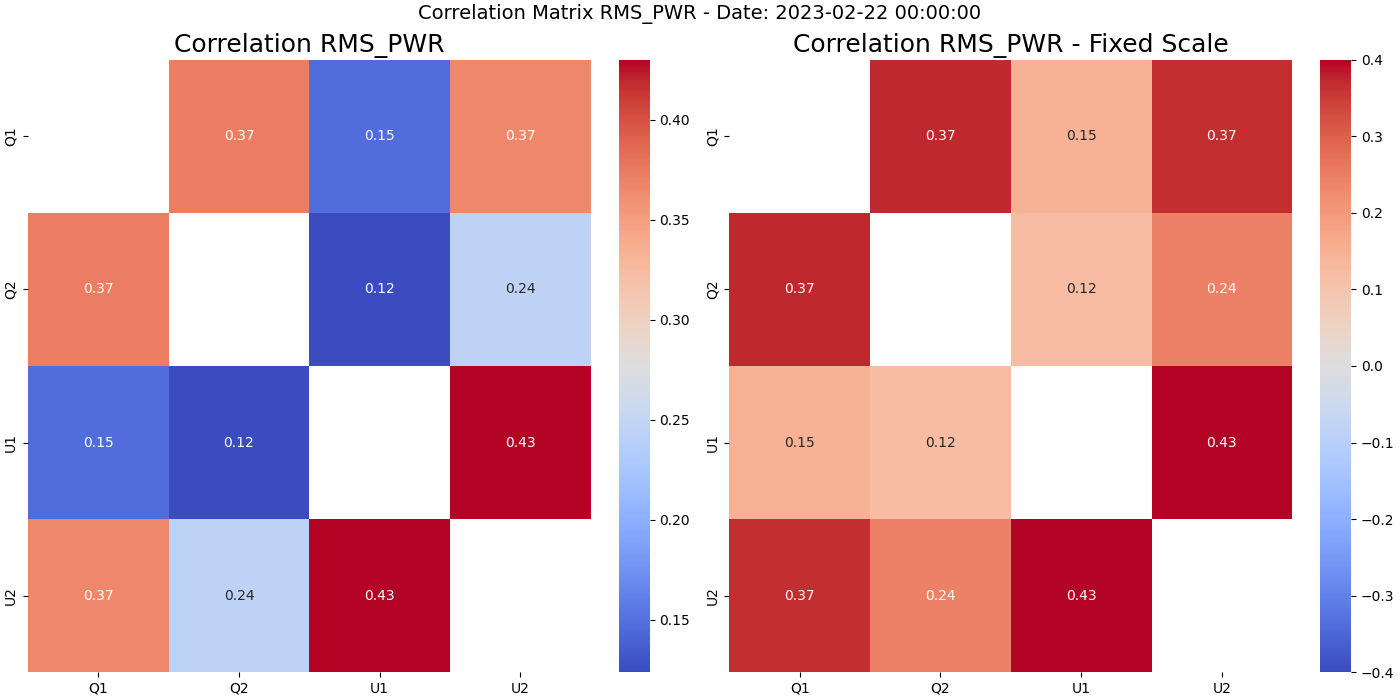 Correlation Matrix RMS_PWR - Date: 2023-02-22 00:00:00
Correlation RMS_PWR
Q1
0.37 0.15 0.37
Q2
0.37 0.12 0.24
U1
0.15 0.12 0.43
U2
0.37 0.24 0.43
Q1 Q2 U1 U2
0.40
0.35
0.30
0.25
0.20
0.15
Correlation RMS_PWR - Fixed Scale
Q1
0.37 0.15 0.37
Q2
0.37 0.12 0.24
U1
0.15 0.12 0.43
U2
0.37 0.24 0.43
Q1 Q2 U1 U2
0.4
0.3
0.2
0.1
0.0
−0.1
−0.2
−0.3
−0.4